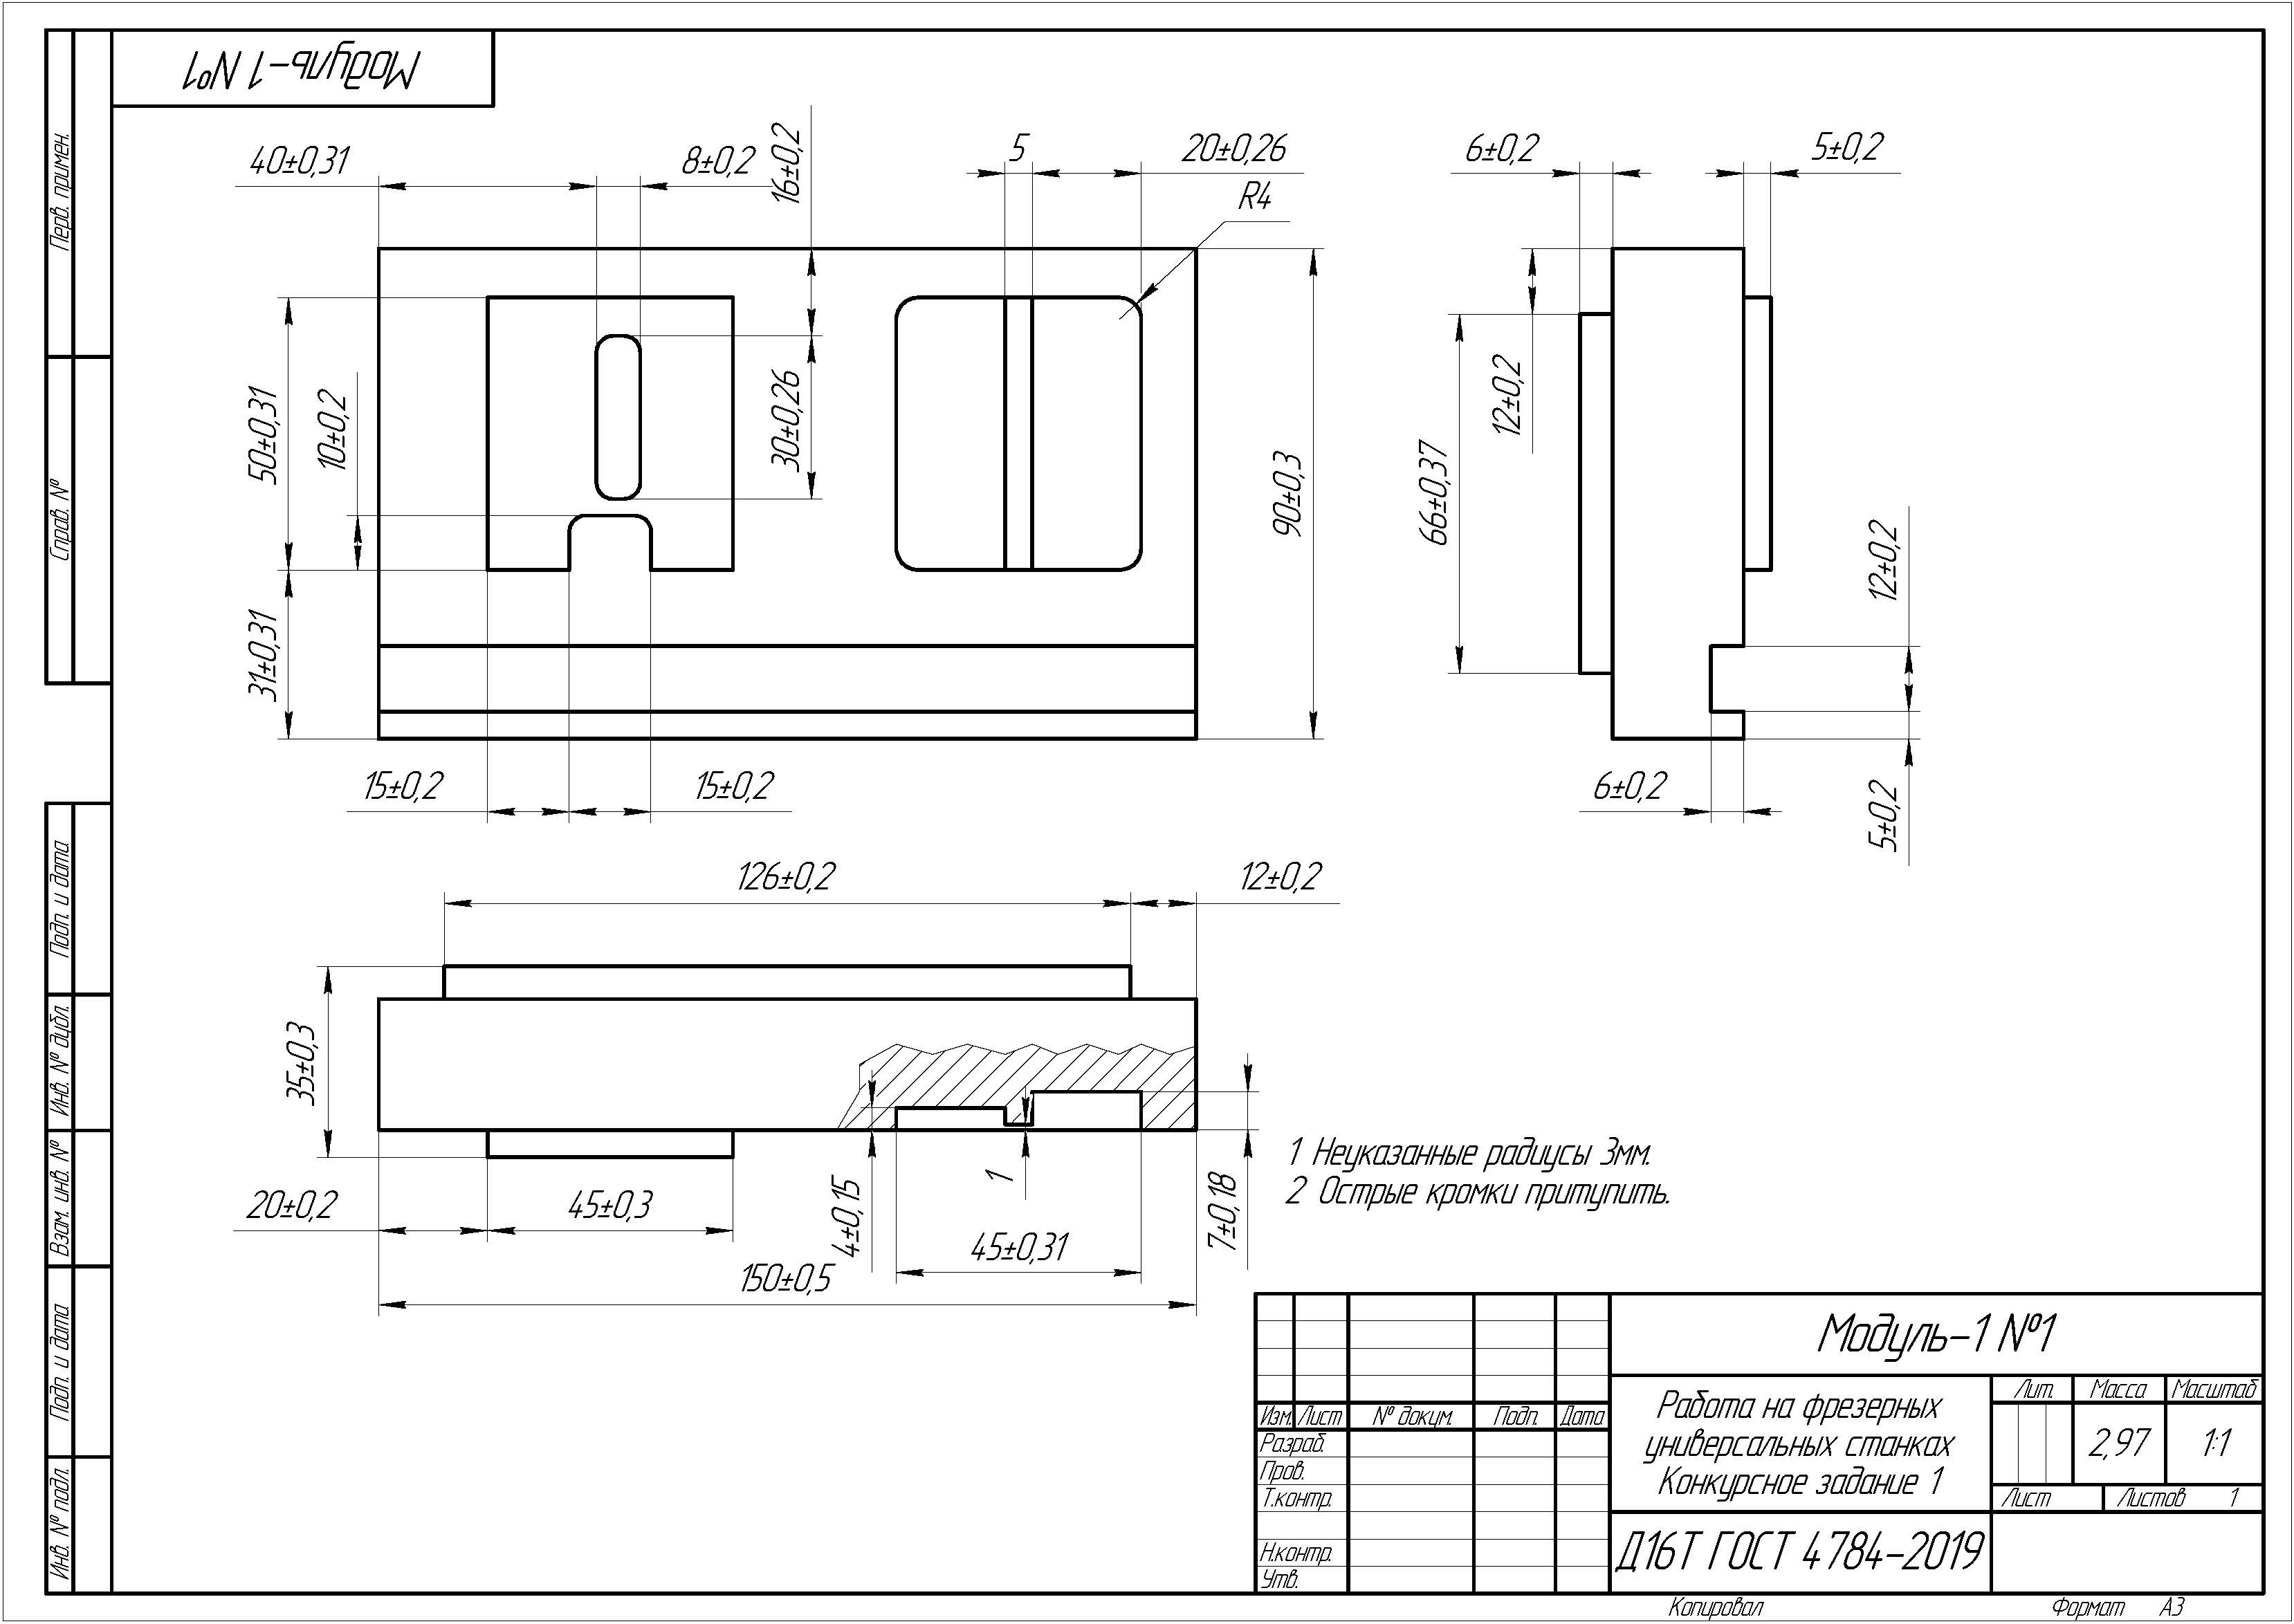 Модуль-1 №1
Перв. примен.
Справ. №
Подп. и дата
Инв. № дубл.
Взам. инв. №
Подп. и дата
Инв. № подл.
40±0,31
8±0,2
16±0,2
5
20±0,26
R4
50±0,31
10±0,2
30±0,26
31±0,31
90±0,3
15±0,2
15±0,2
6±0,2
5±0,2
12±0,2
66±0,37
12±0,2
6±0,2
5±0,2
126±0,2
12±0,2
35±0,3
20±0,2
45±0,3
4±0,15
1
7±0,18
45±0,31
150±0,5
1 Неуказанные радиусы 3мм.
2 Острые кромки притупить.
Модуль-1 №1
Изм. Лист № докум. Подп. Дата
Разраб.
Пров.
Т.контр.
Н.контр.
Утв.
Работа на фрезерных
универсальных станках
Конкурсное задание 1
Лит. Масса Масштаб
2,97 1:1
Лист Листов 1
Д16Т ГОСТ 4784-2019
Копировал Формат А3